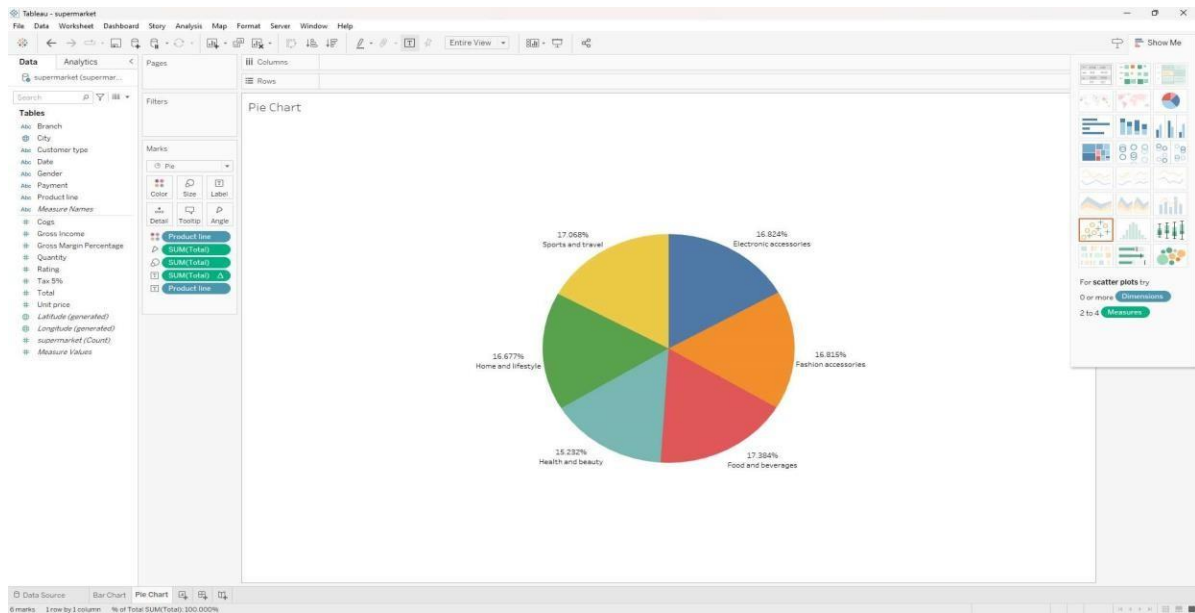 Tableau - supermarket
File Data Worksheet Dashboard Story Analysis Map Format Server Window Help
Entire View
Show Me
Data Analytics
supermarket (supermar...
Search
Tables
Abc Branch
City
Abc Customer type
Abc Date
Abc Gender
Abc Payment
Abc Product line
Abc Measure Names
# Cogs
# Gross Income
# Gross Margin Percentage
# Quantity
# Rating
# Tax 5%
# Total
# Unit price
Latitude (generated)
Longitude (generated)
# supermarket (Count)
# Measure Values
Pages
Filters
Marks
Pie
Color Size Label
Detail Tooltip Angle
Product line
SUM(Total)
SUM(Total)
SUM(Total)
Product line
Columns
Rows
Pie Chart
17.068%
Sports and travel
16.824%
Electronic accessories
16.677%
Home and lifestyle
16.815%
Fashion accessories
15.232%
Health and beauty
17.384%
Food and beverages
For scatter plots try
0 or more Dimensions
2 to 4 Measures
Data Source Bar Chart Pie Chart
6 marks 1 row by 1 column % of Total SUM(Total): 100.000%